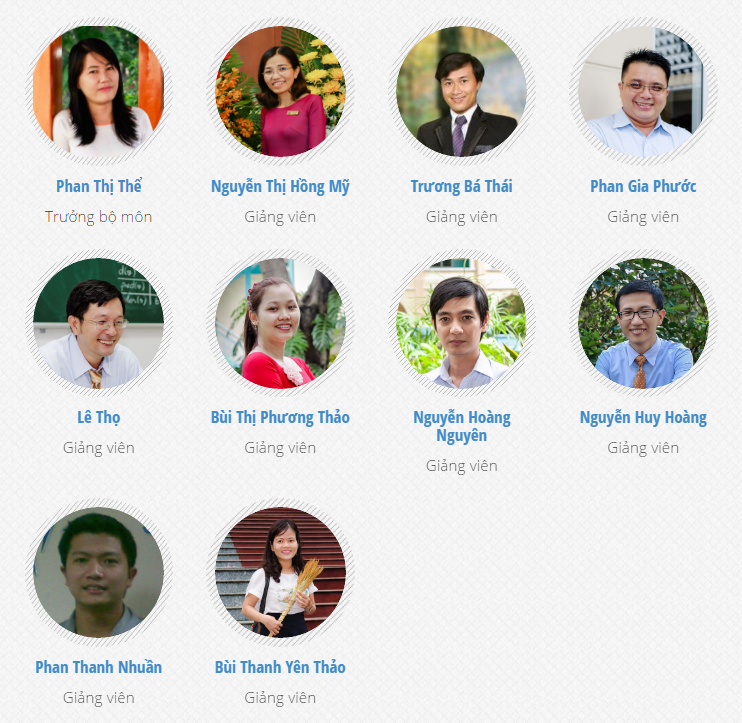 Phan Thị Thể
Nguyễn Thị Hồng Mỹ
Trương Bá Thái
Phan Gia Phước
Trưởng bộ môn
Giảng viên
Giảng viên
Giảng viên
Lê Thọ
Bùi Thị Phương Thảo
Nguyễn Hoàng
Nguyên
Nguyễn Huy Hoàng
Giảng viên
Giảng viên
Giảng viên
Giảng viên
Phan Thanh Nhuần
Bùi Thanh Yên Thảo
Giảng viên
Giảng viên